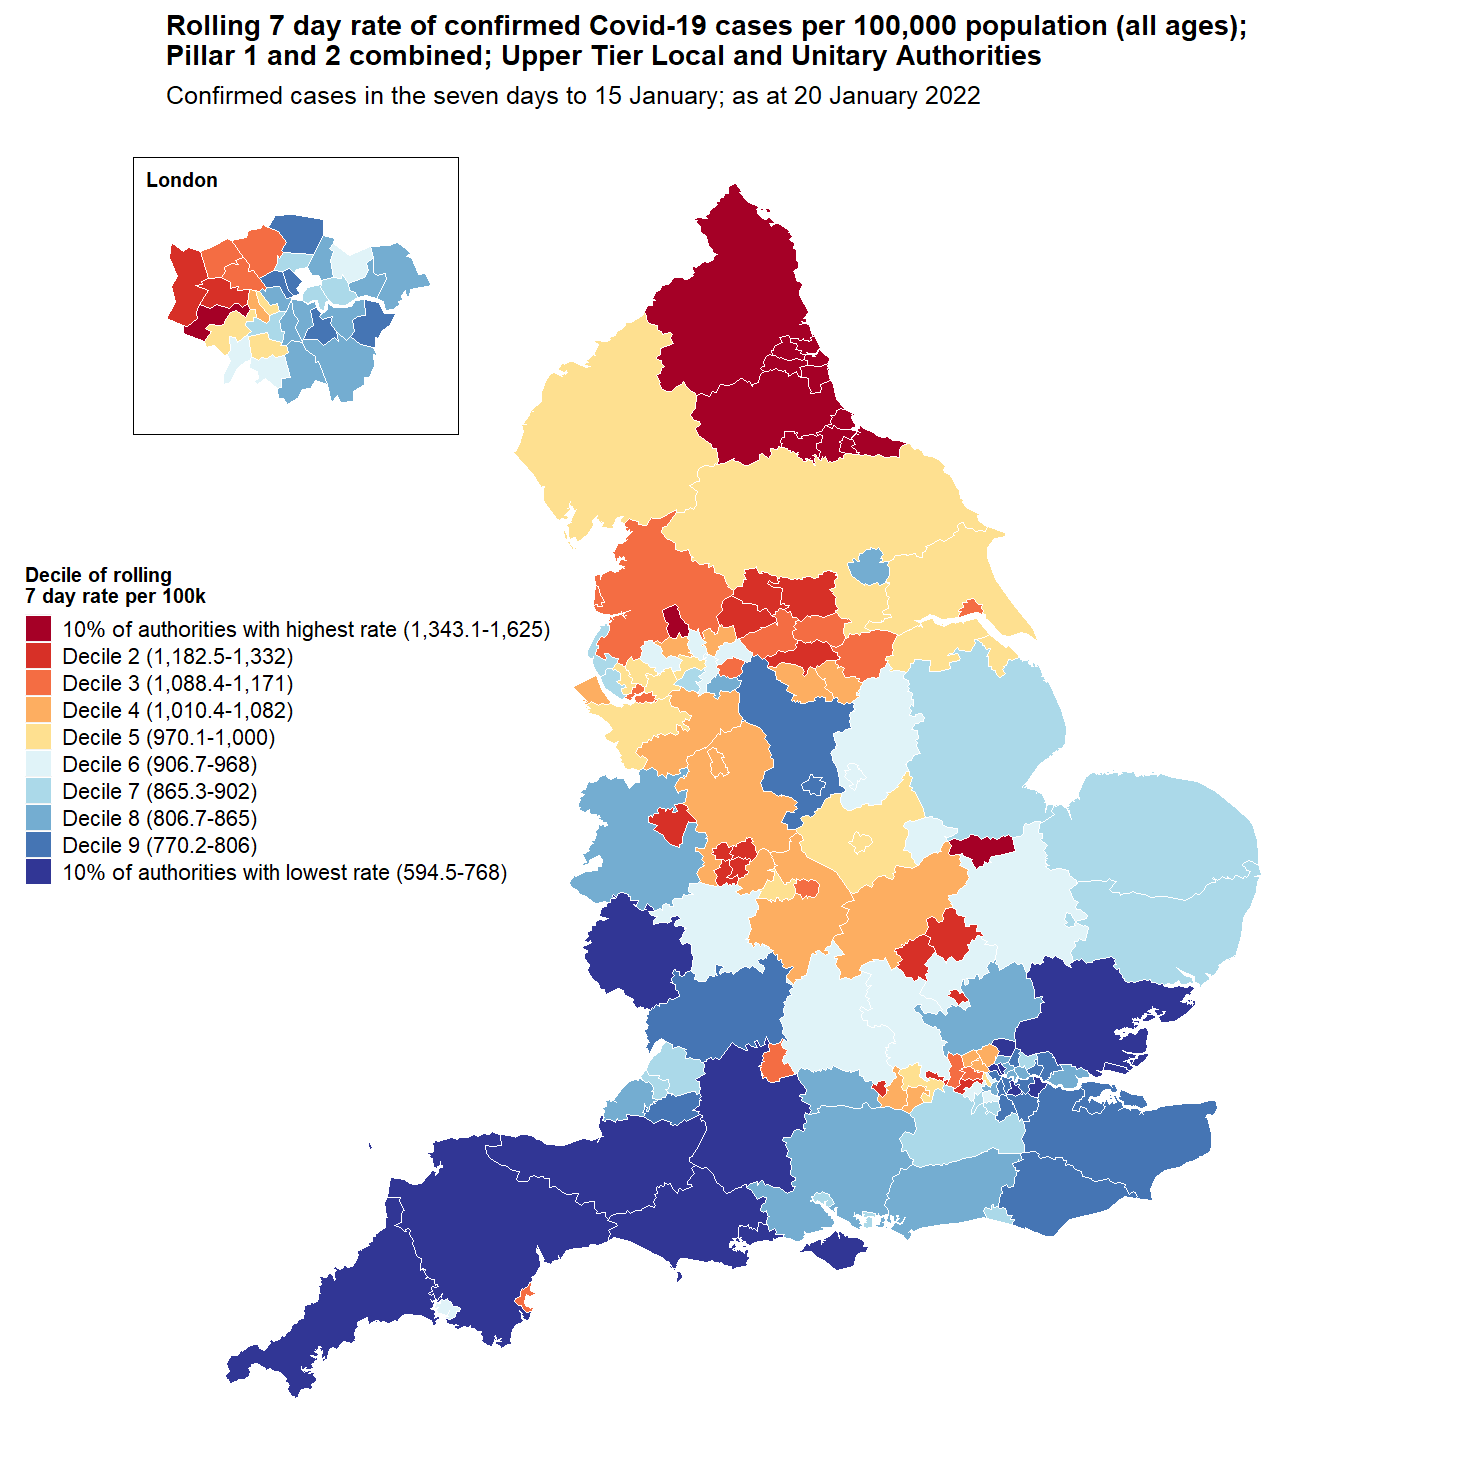 Rolling 7 day rate of confirmed Covid-19 cases per 100,000 population (all ages);
Pillar 1 and 2 combined; Upper Tier Local and Unitary Authorities
Confirmed cases in the seven days to 15 January; as at 20 January 2022
London
Decile of rolling
7 day rate per 100k
10% of authorities with highest rate (1,343.1-1,625)
Decile 2 (1,182.5-1,332)
Decile 3 (1,088.4-1,171)
Decile 4 (1,010.4-1,082)
Decile 5 (970.1-1,000)
Decile 6 (906.7-968)
Decile 7 (865.3-902)
Decile 8 (806.7-865)
Decile 9 (770.2-806)
10% of authorities with lowest rate (594.5-768)